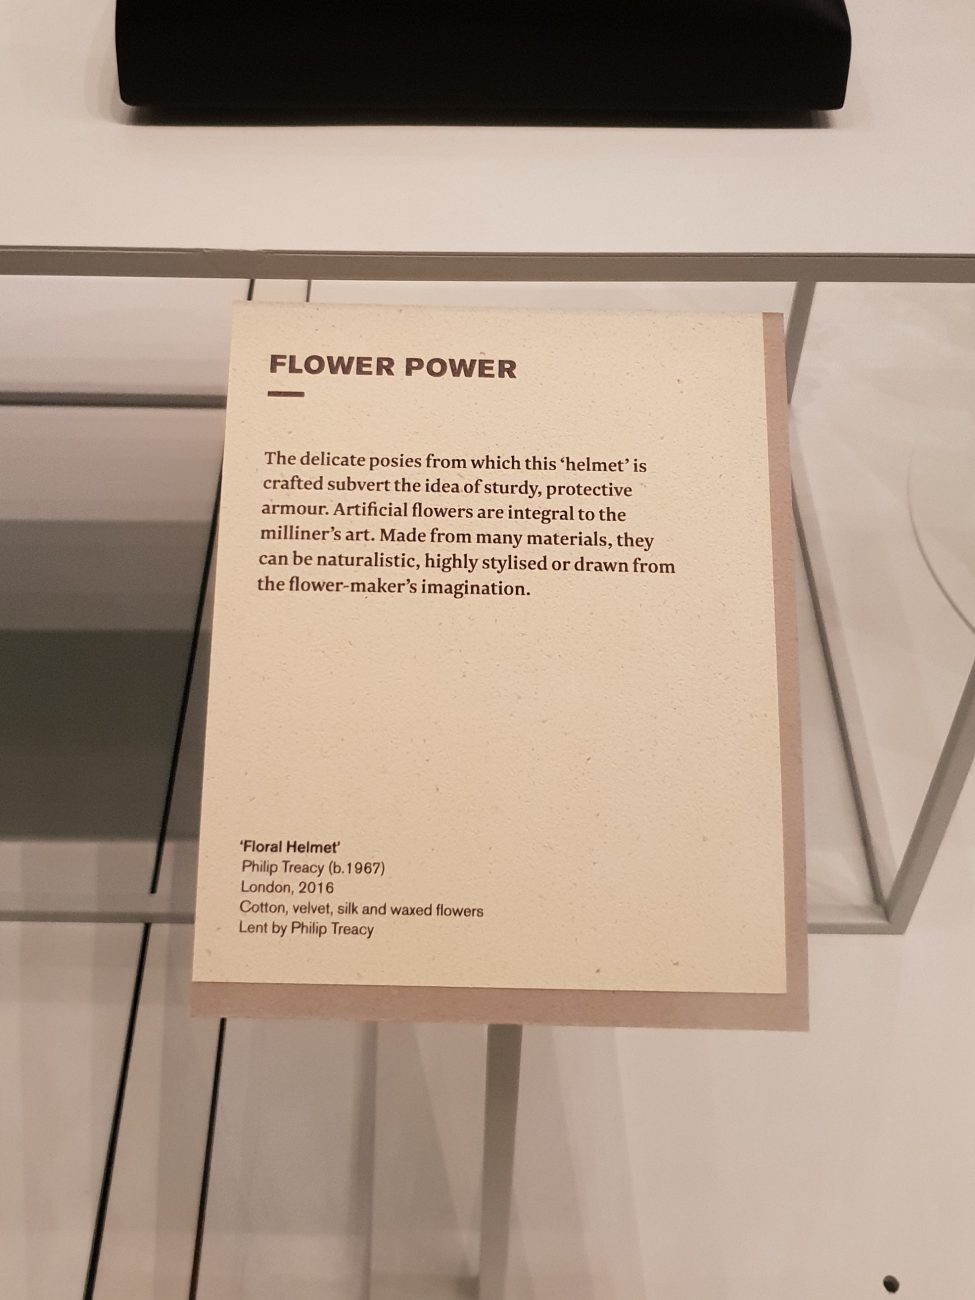 FLOWER POWER
The delicate posies from which this ‘helmet’ is
crafted subvert the idea of sturdy, protective
armour. Artificial flowers are integral to the
milliner’s art. Made from many materials, they
can be naturalistic, highly stylised or drawn from
the flower-maker’s imagination.
‘Floral Helmet’
Philip Treacy (b.1967)
London, 2016
Cotton, velvet, silk and waxed flowers
Lent by Philip Treacy